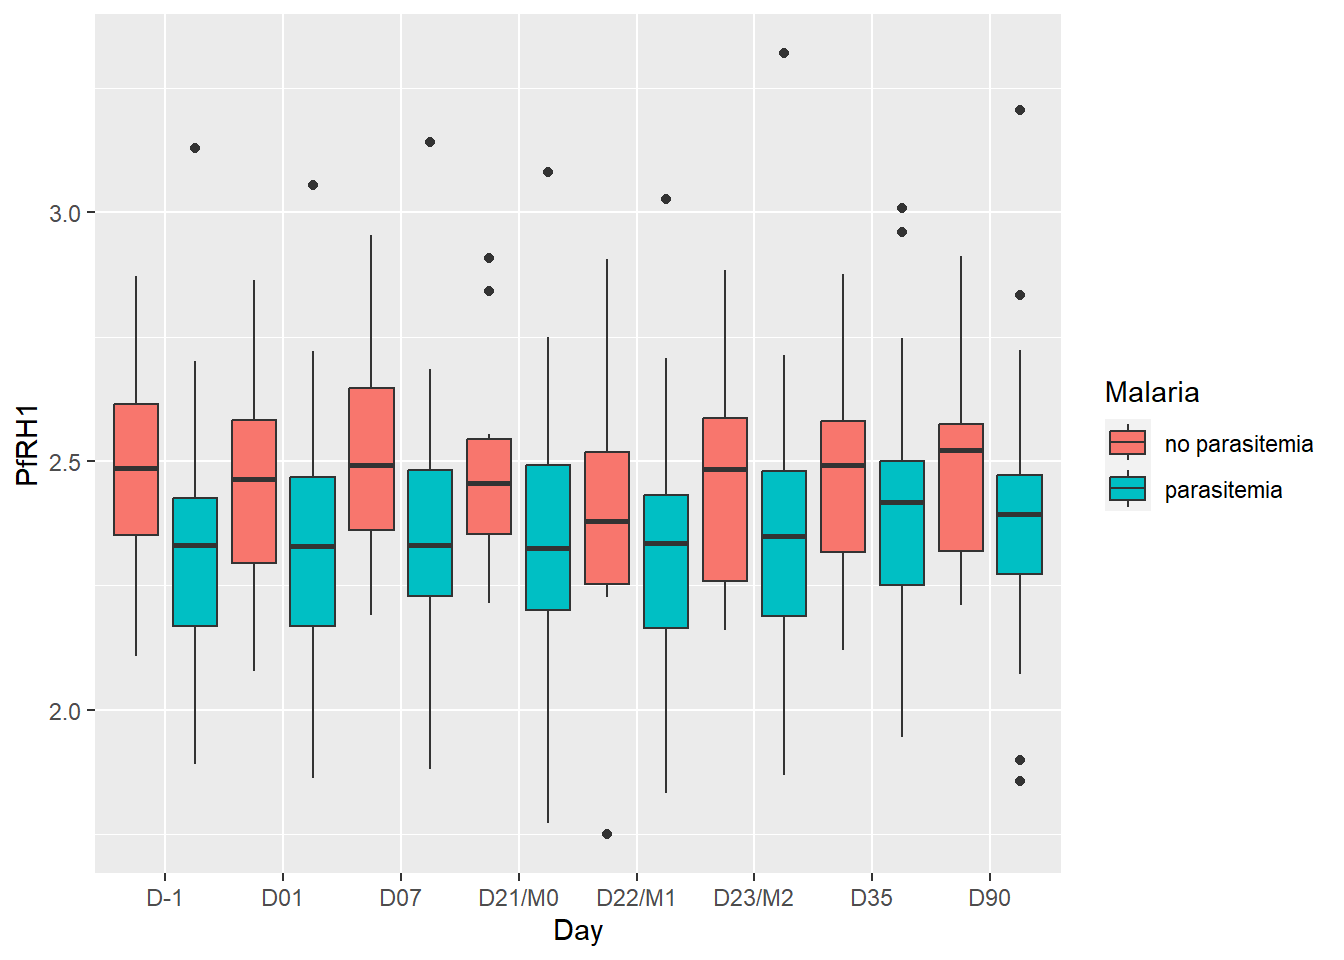 PfRH1
3.0
2.5
2.0
D-1 D01 D07 D21/M0 D22/M1 D23/M2 D35 D90
Day
Malaria
no parasitemia
parasitemia